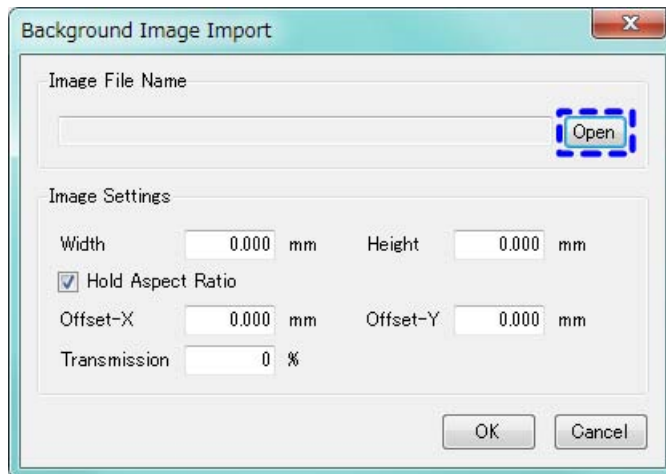 Background Image Import
Image File Name
Open
Image Settings
Width 0.000 mm Height 0.000 mm
Hold Aspect Ratio
Offset-X 0.000 mm Offset-Y 0.000 mm
Transmission 0 %
OK Cancel